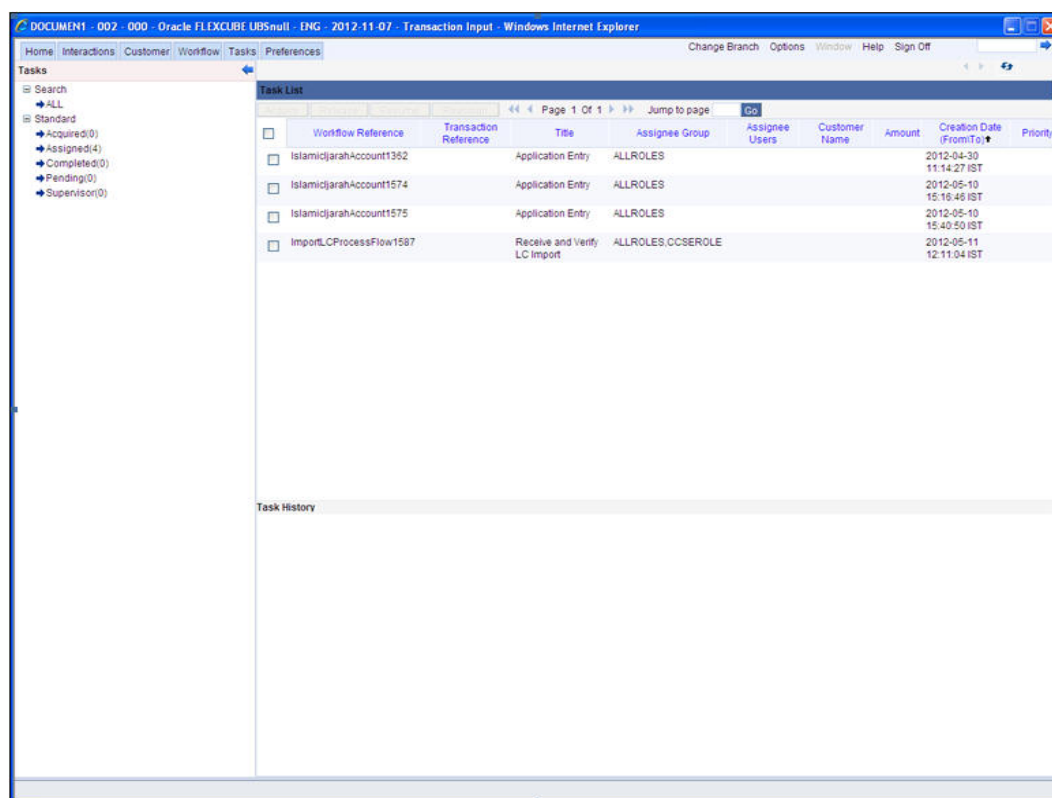 DOCUMEN1 - 002 - 000 - Oracle FLEXCUBE UBSnull - ENG - 2012-11-07 - Transaction Input - Windows Internet Explorer
Home Interactions Customer Workflow Tasks Preferences
Change Branch Options Window Help Sign Off
Tasks
Search
ALL
Standard
Acquired(0)
Assigned(4)
Completed(0)
Pending(0)
Supervisor(0)
Task List
Page 1 Of 1 Jump to page Go
Workflow Reference Transaction Reference Title Assignee Group Assignee Users Customer Name Amount Creation Date (From\To) Priority
IslamicIjarahAccount1362 Application Entry ALLROLES 2012-04-30 11:14:27 IST
IslamicIjarahAccount1574 Application Entry ALLROLES 2012-05-10 15:16:46 IST
IslamicIjarahAccount1575 Application Entry ALLROLES 2012-05-10 15:40:50 IST
ImportLCProcessFlow1587 Receive and Verify LC Import ALLROLES,CCSEROLE 2012-05-11 12:11:04 IST
Task History